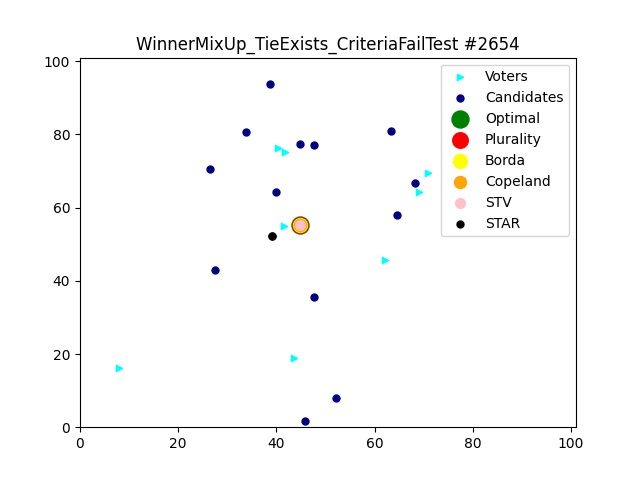 WinnerMixUp_TieExists_CriteriaFailTest #2654
Voters
Candidates
Optimal
Plurality
Borda
Copeland
STV
STAR
100
80
60
40
20
0
0 20 40 60 80 100